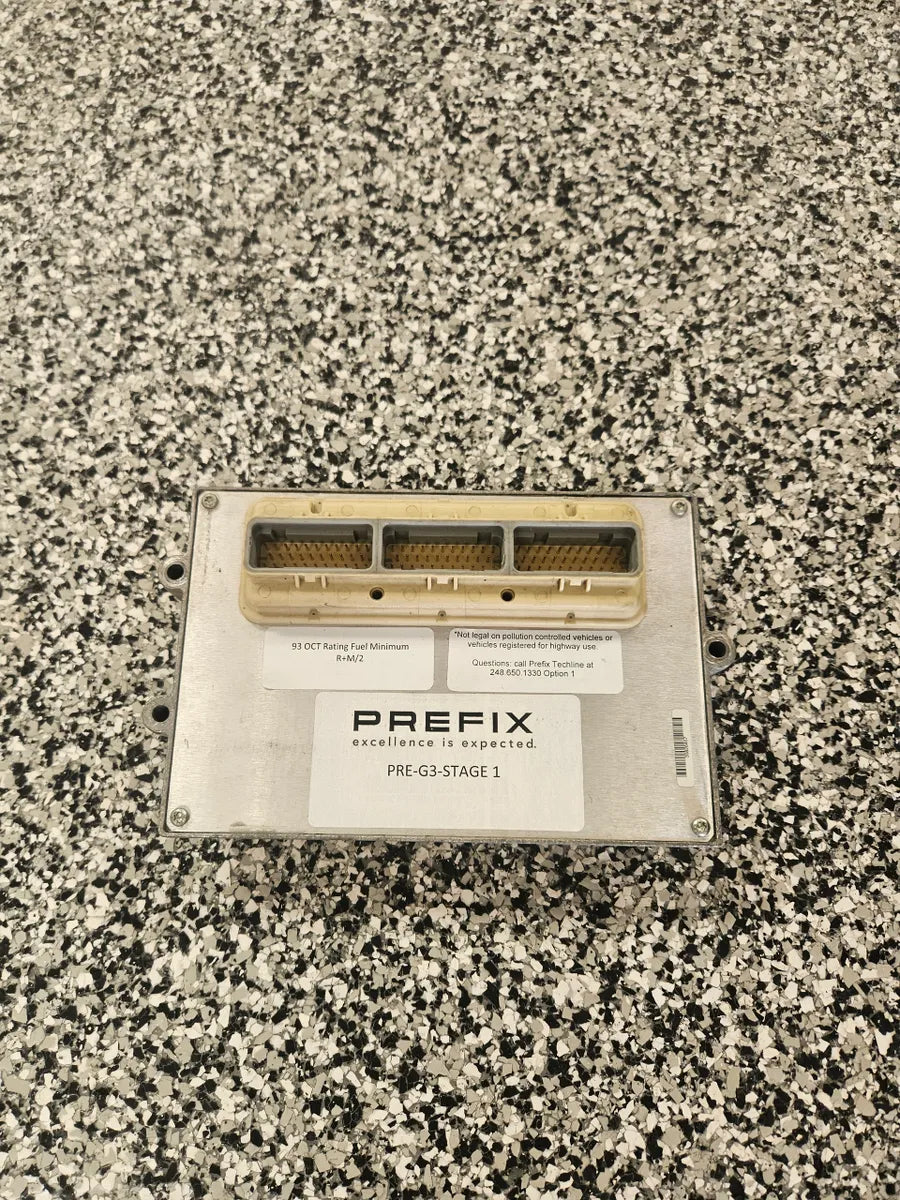 93 OCT Rating Fuel Minimum
R+M/2
*Not legal on pollution controlled vehicles or
vehicles registered for highway use.
Questions: call Prefix Techline at
248.650.1330 Option 1
PREFIX
excellence is expected.
PRE-G3-STAGE 1